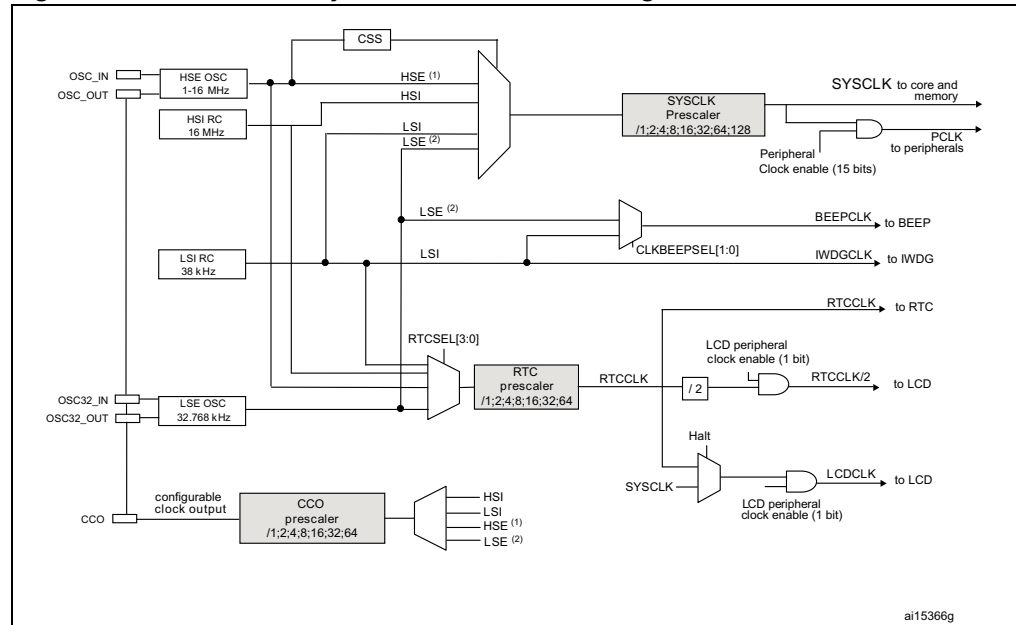 CSS
OSC_IN
HSE OSC
1-16 MHz
OSC_OUT
HSE (1)
HSI RC
16 MHz
HSI
LSI
LSE (2)
SYSCLK
Prescaler
/1;2;4;8;16;32;64;128
SYSCLK to core and
memory
PCLK
to peripherals
Peripheral
Clock enable (15 bits)
LSE (2)
BEEPCLK
to BEEP
CLKBEEPSEL[1:0]
LSI RC
38 kHz
LSI
IWDGCLK
to IWDG
RTCCLK
to RTC
RTCSEL[3:0]
LCD peripheral
clock enable (1 bit)
RTC
prescaler
/1;2;4;8;16;32;64
RTCCLK
/ 2
RTCCLK/2
to LCD
OSC32_IN
OSC32_OUT
LSE OSC
32.768 kHz
Halt
SYSCLK
LCDCLK
to LCD
LCD peripheral
clock enable (1 bit)
configurable
clock output
CCO
CCO
prescaler
/1;2;4;8;16;32;64
HSI
LSI
HSE (1)
LSE (2)
ai15366g